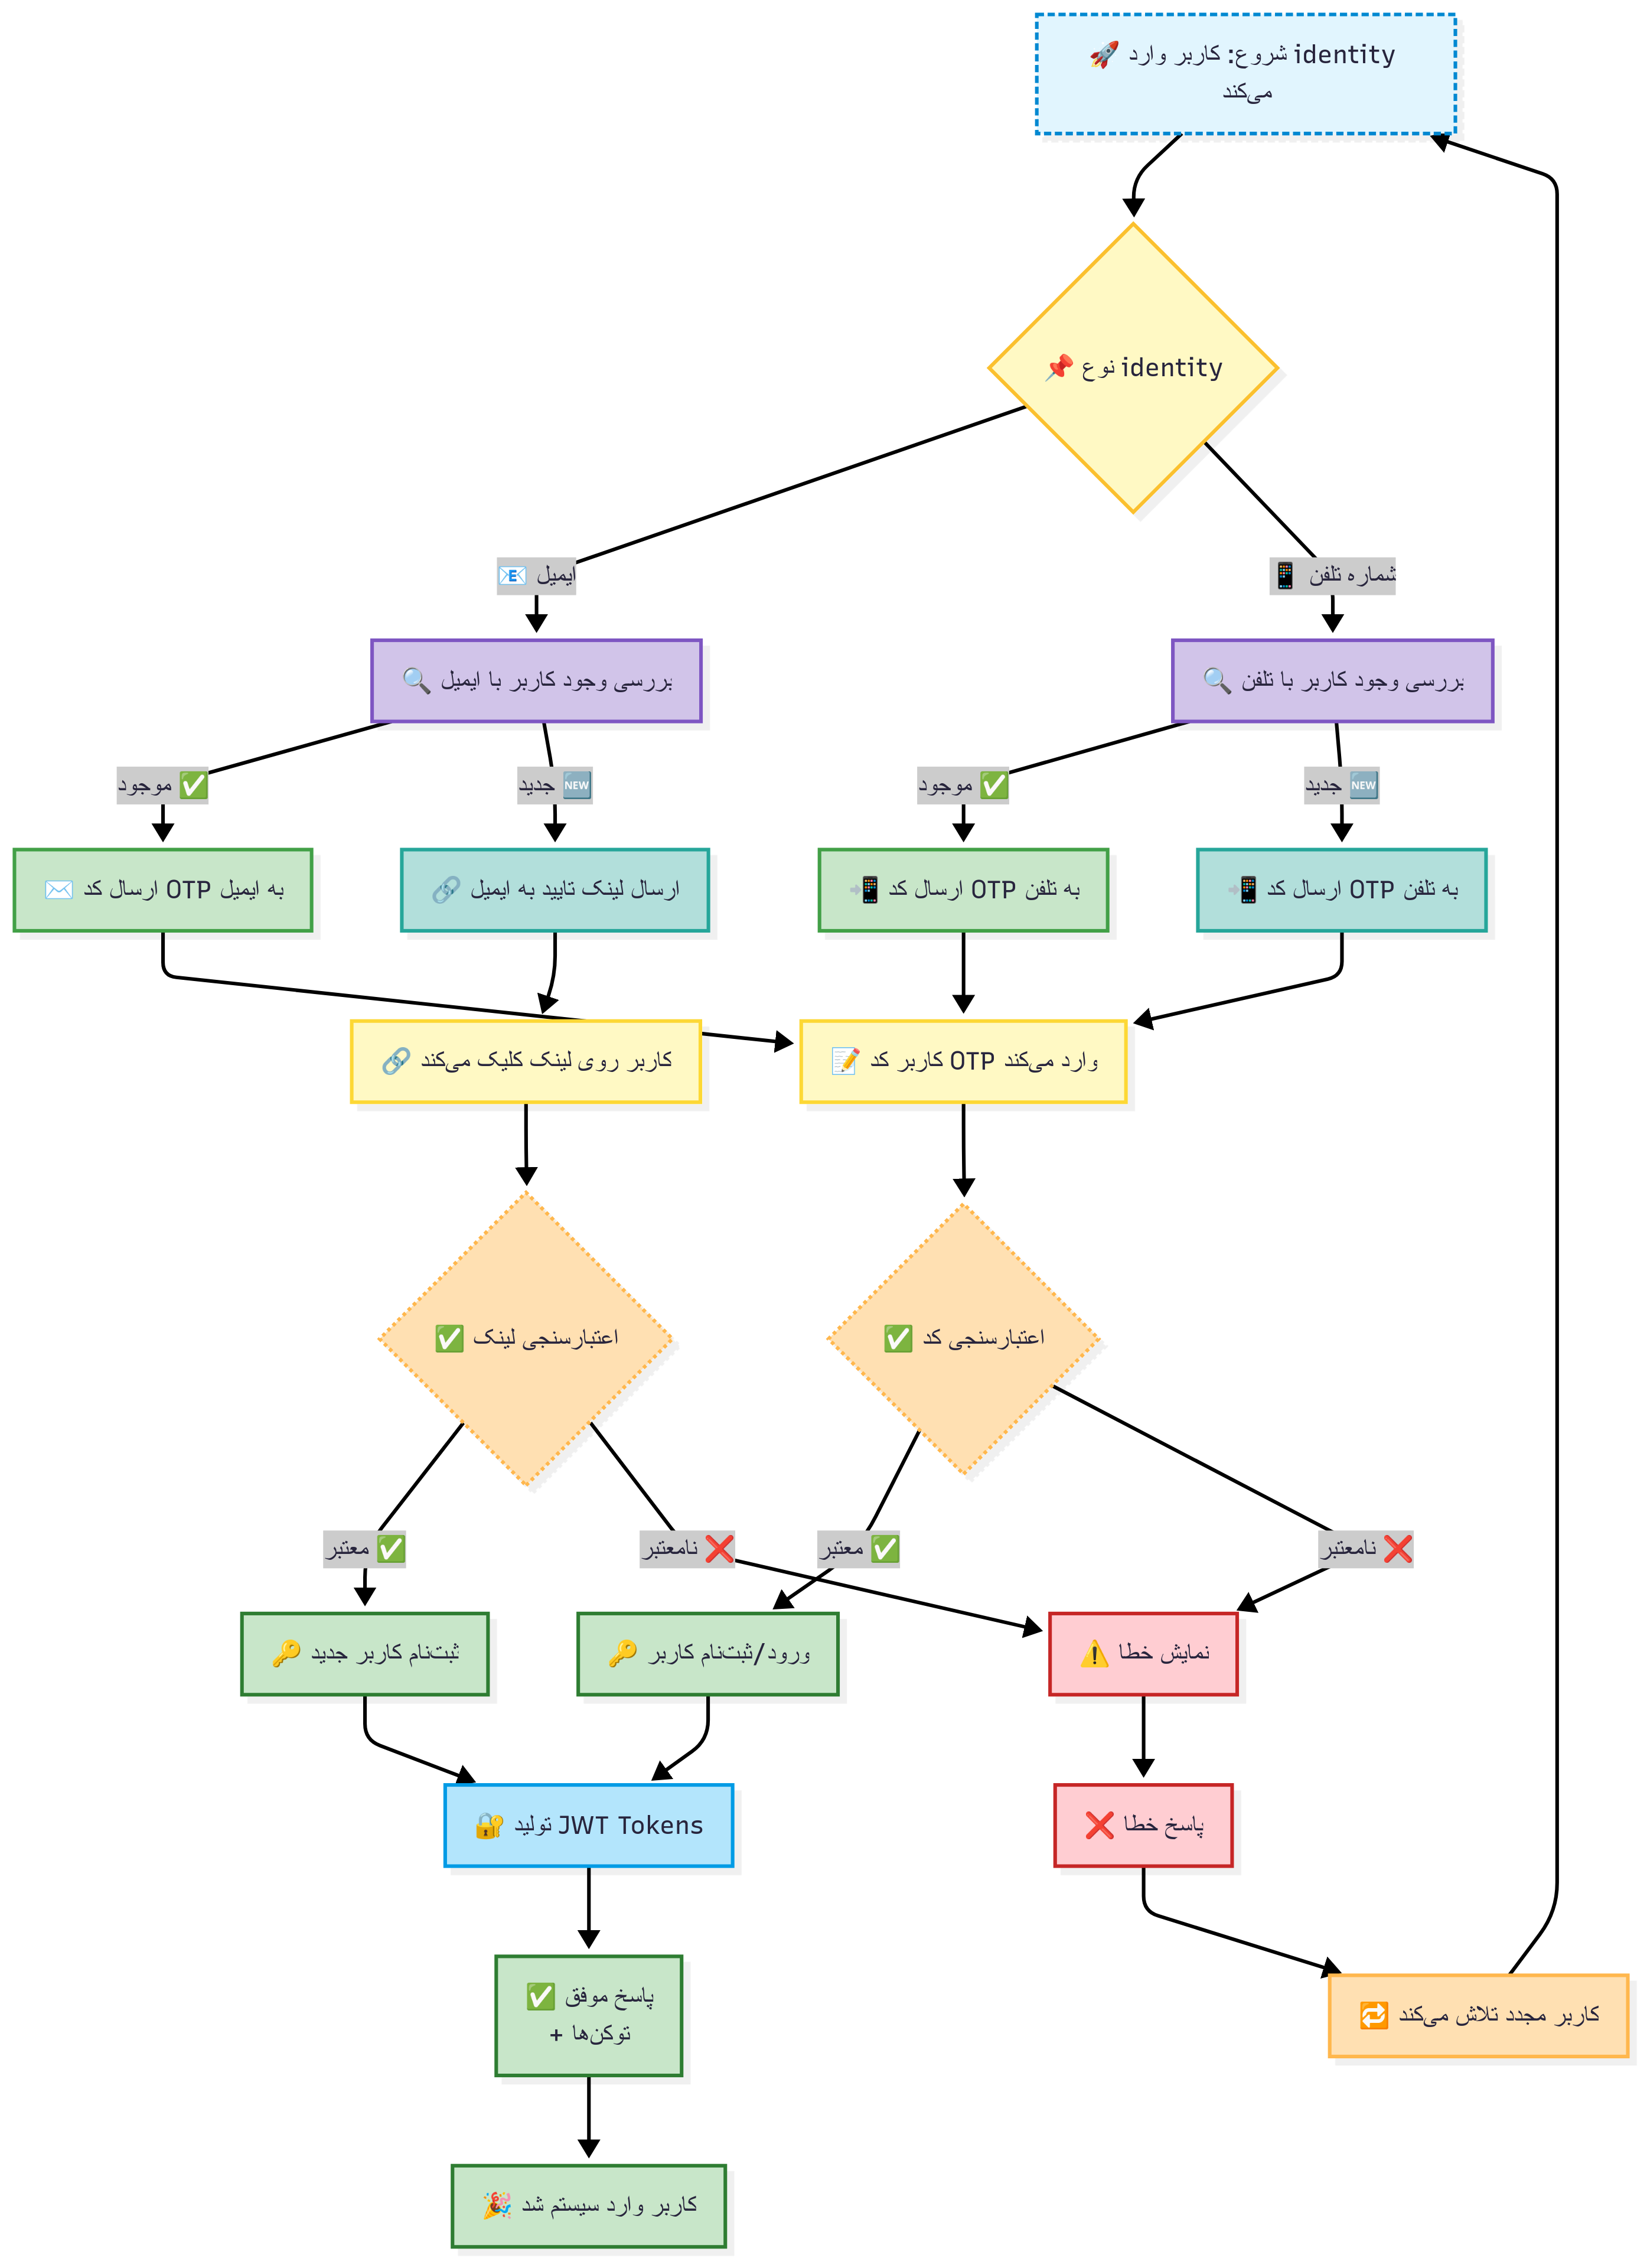 🚀 شروع: کاربر وارد identity
می‌کند
📌 نوع identity
📧 ایمیل
📱 شماره تلفن
🔍 بررسی وجود کاربر با ایمیل
🔍 بررسی وجود کاربر با تلفن
موجود ✅
جدید 🆕
موجود ✅
جدید 🆕
✉️ ارسال کد OTP به ایمیل
🔗 ارسال لینک تایید به ایمیل
📲 ارسال کد OTP به تلفن
📲 ارسال کد OTP به تلفن
🔗 کاربر روی لینک کلیک می‌کند
📝 کاربر کد OTP وارد می‌کند
✅ اعتبارسنجی لینک
✅ اعتبارسنجی کد
معتبر ✅
نامعتبر ❌
معتبر ✅
نامعتبر ❌
🔑 ثبت‌نام کاربر جدید
🔑 ورود/ثبت‌نام کاربر
⚠️ نمایش خطا
🔐 تولید JWT Tokens
❌ پاسخ خطا
✅ پاسخ موفق
+ توکن‌ها
🔁 کاربر مجدد تلاش می‌کند
🎉 کاربر وارد سیستم شد